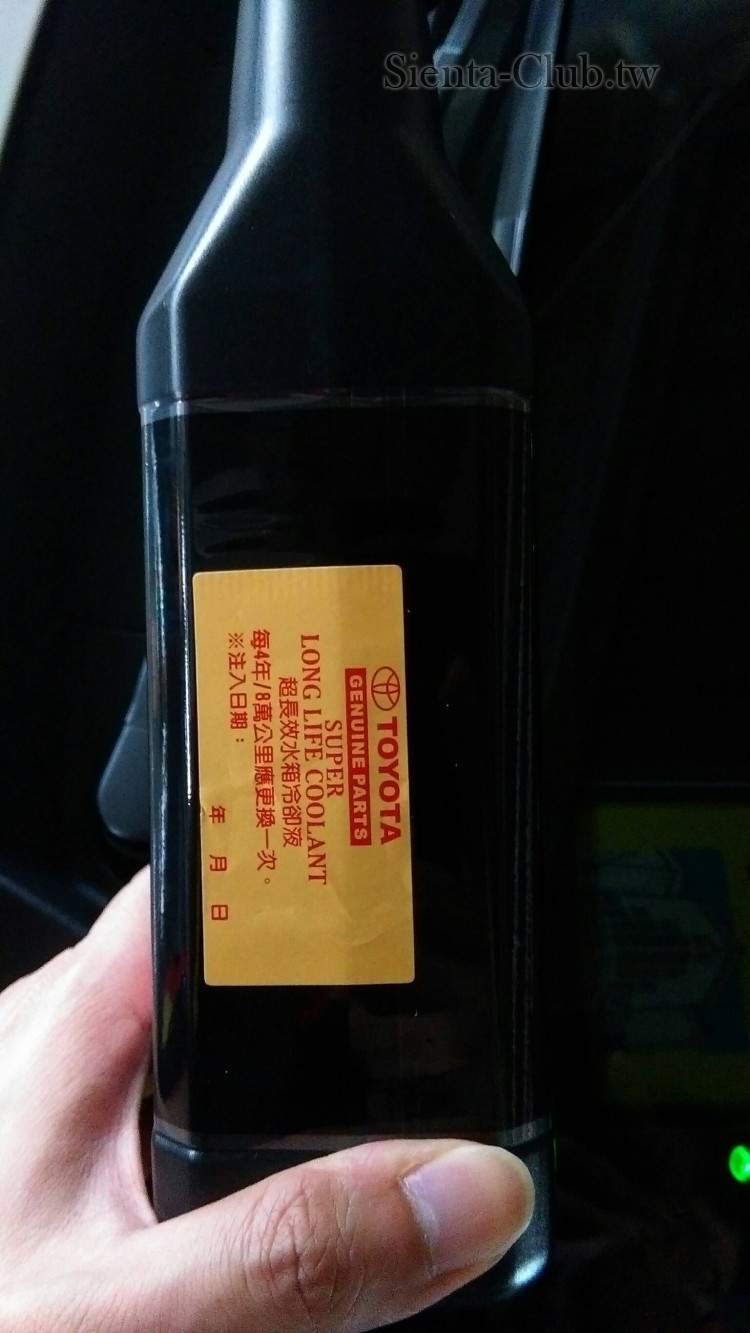 Sienta-Club.tw
TOYOTA
GENUINE PARTS
SUPER
LONG LIFE COOLANT
超長效水箱冷卻液
每4年/8萬公里應更換一次。
※注入日期：
年 月 日